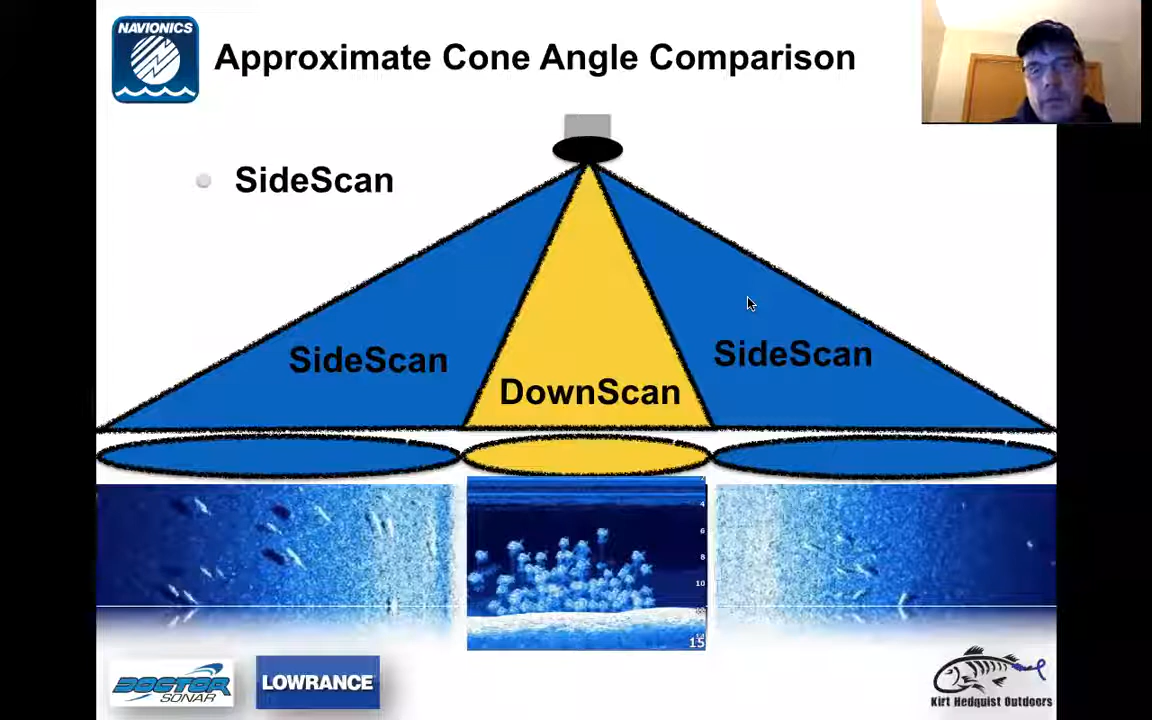 NAVIONICS
Approximate Cone Angle Comparison
SideScan
SideScan
DownScan
SideScan
4
6
8
10
15
DOCTOR
SONAR
LOWRANCE
Kirt Hedquist Outdoors